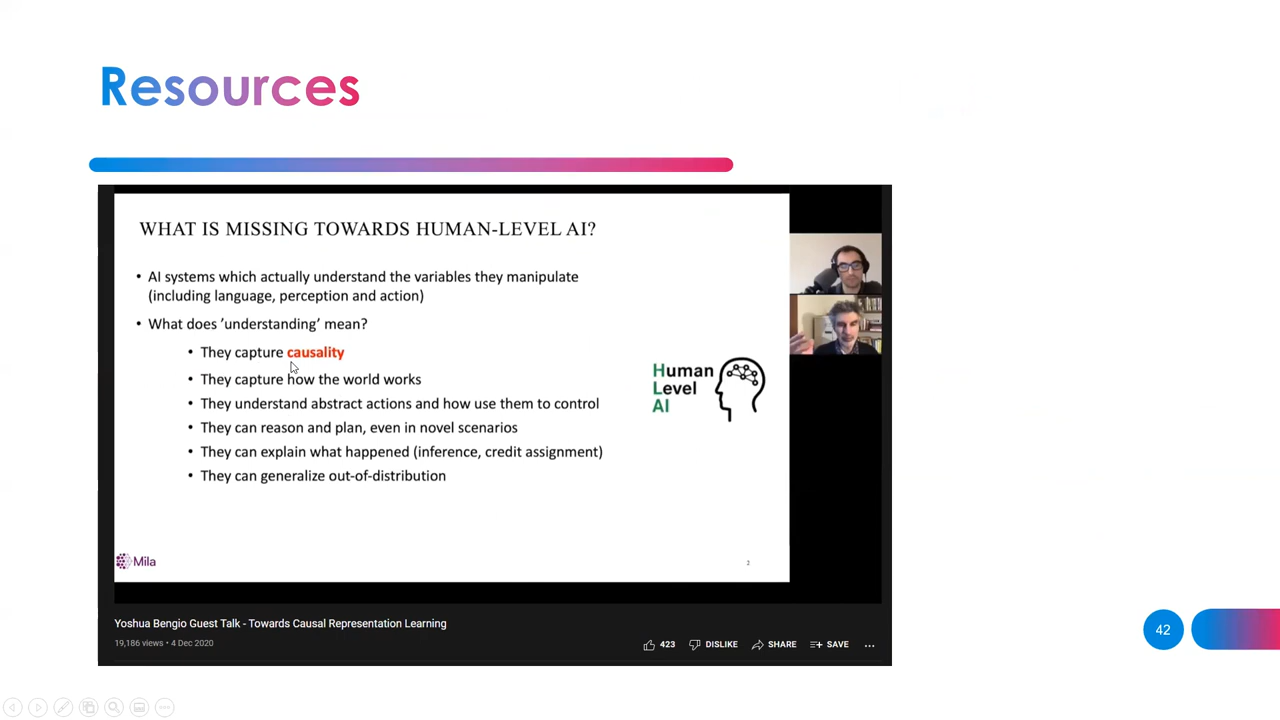 Resources
WHAT IS MISSING TOWARDS HUMAN-LEVEL AI?
• AI systems which actually understand the variables they manipulate
(including language, perception and action)
• What does 'understanding' mean?
• They capture causality
• They capture how the world works
• They understand abstract actions and how use them to control
• They can reason and plan, even in novel scenarios
• They can explain what happened (inference, credit assignment)
• They can generalize out-of-distribution
Human
Level
AI
Mila
2
Yoshua Bengio Guest Talk - Towards Causal Representation Learning
19,186 views • 4 Dec 2020
423 DISLIKE SHARE SAVE
42